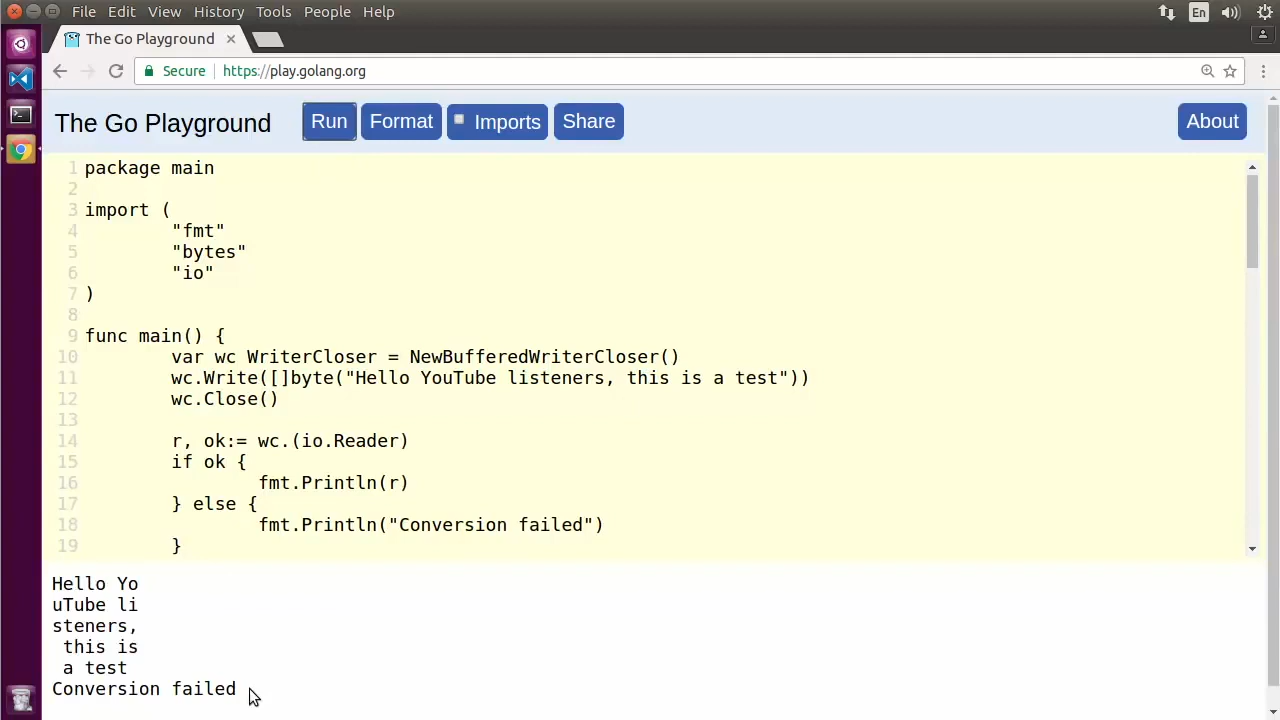 File Edit View History Tools People Help
En
The Go Playground
Secure https://play.golang.org
The Go Playground Run Format Imports Share About
1 package main
2
3 import (
4 "fmt"
5 "bytes"
6 "io"
7 )
8
9 func main() {
10 var wc WriterCloser = NewBufferedWriterCloser()
11 wc.Write([]byte("Hello YouTube listeners, this is a test"))
12 wc.Close()
13
14 r, ok:= wc.(io.Reader)
15 if ok {
16 fmt.Println(r)
17 } else {
18 fmt.Println("Conversion failed")
19 }
Hello Yo
uTube li
steners,
this is
a test
Conversion failed